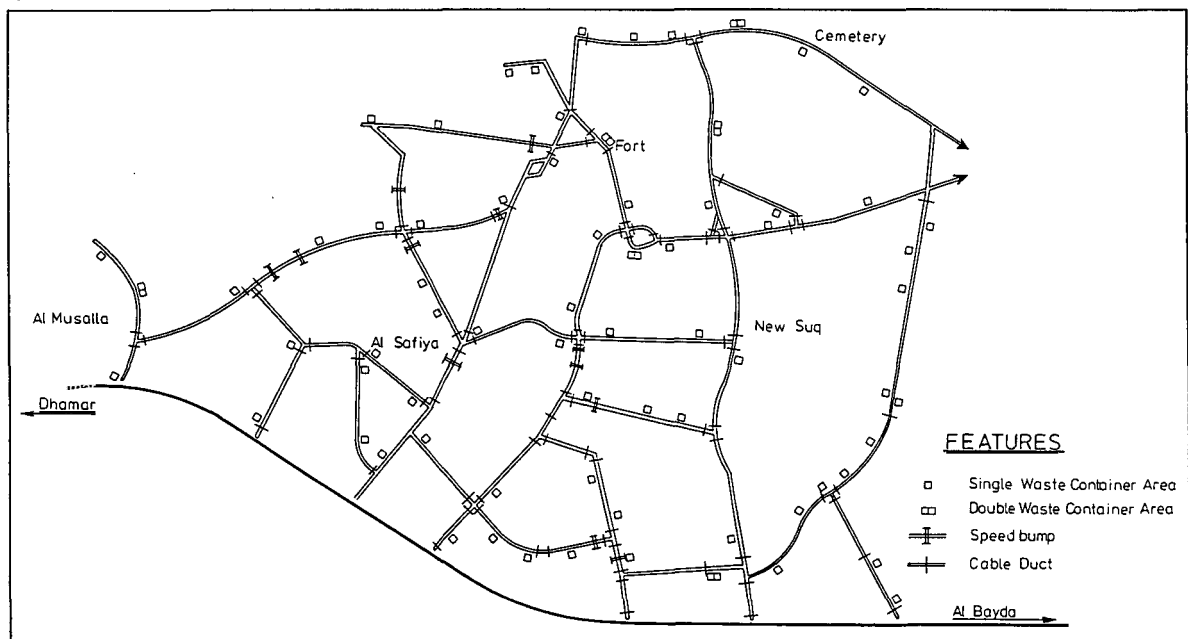 Cemetery
Fort
Al Musalla
Al Safiya
New Suq
Dhamar
FEATURES
Single Waste Container Area
Double Waste Container Area
Speed bump
Cable Duct
Al Bayda